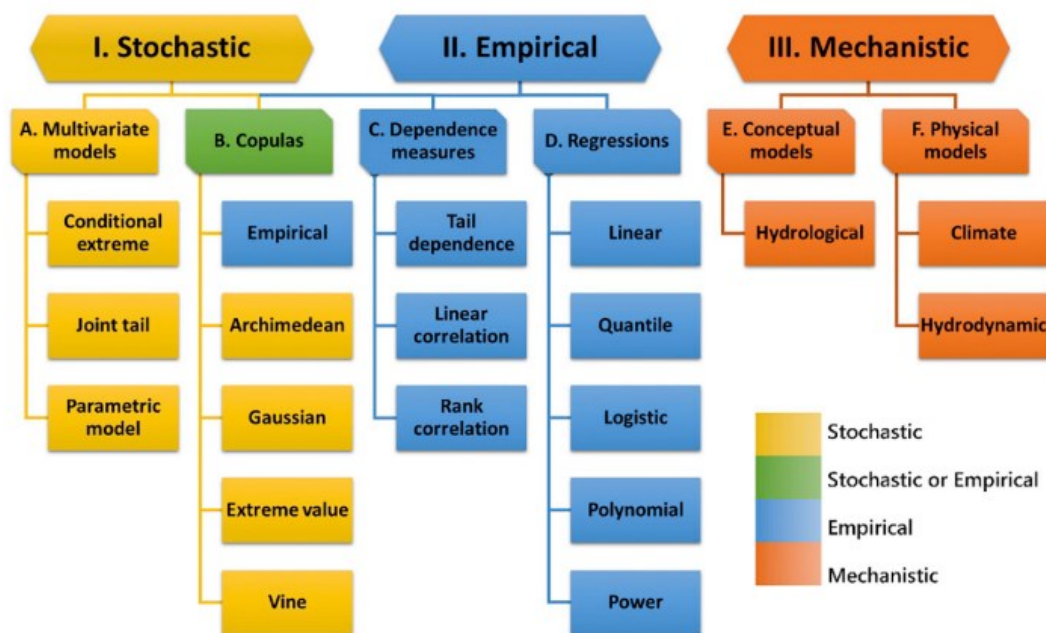 I. Stochastic
II. Empirical
III. Mechanistic
A. Multivariate
models
B. Copulas
C. Dependence
measures
D. Regressions
E. Conceptual
models
F. Physical
models
Conditional
extreme
Joint tail
Parametric
model
Empirical
Archimedean
Gaussian
Extreme value
Vine
Tail
dependence
Linear
correlation
Rank
correlation
Linear
Quantile
Logistic
Polynomial
Power
Hydrological
Climate
Hydrodynamic
Stochastic
Stochastic or Empirical
Empirical
Mechanistic